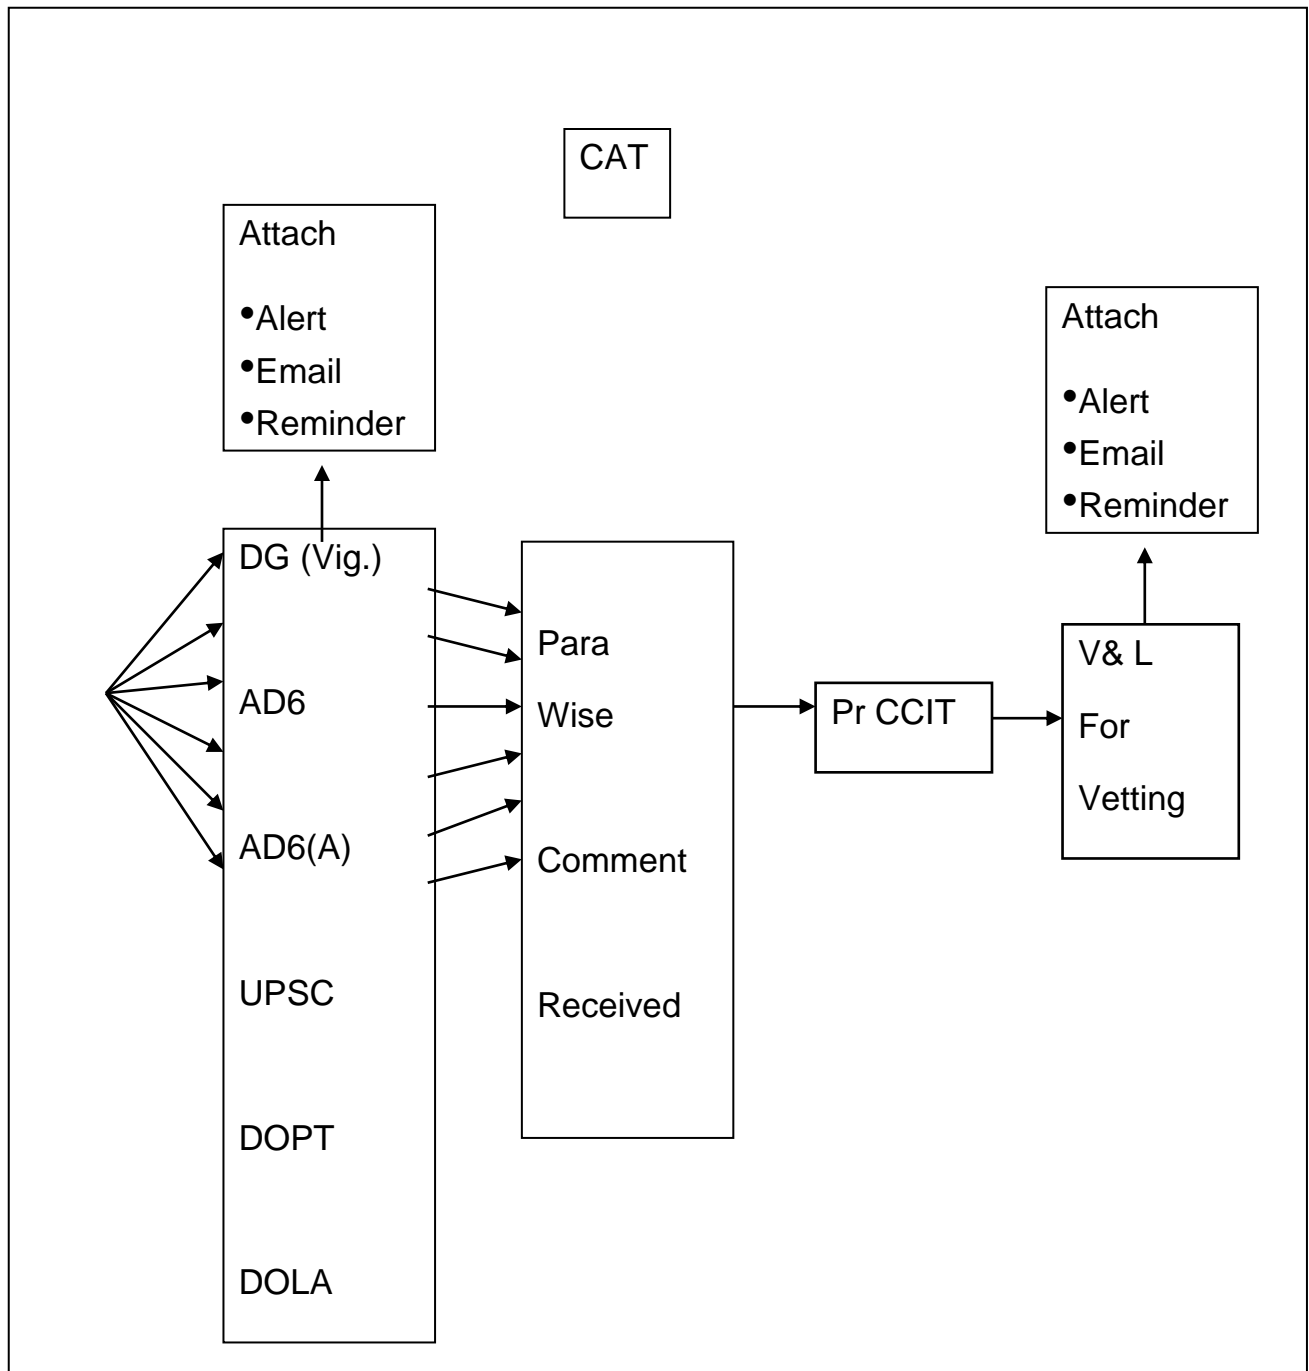 CAT
Attach
•Alert
•Email
•Reminder
DG (Vig.)
AD6
AD6(A)
UPSC
DOPT
DOLA
Para
Wise
Comment
Received
Pr CCIT
Attach
•Alert
•Email
•Reminder
V& L
For
Vetting